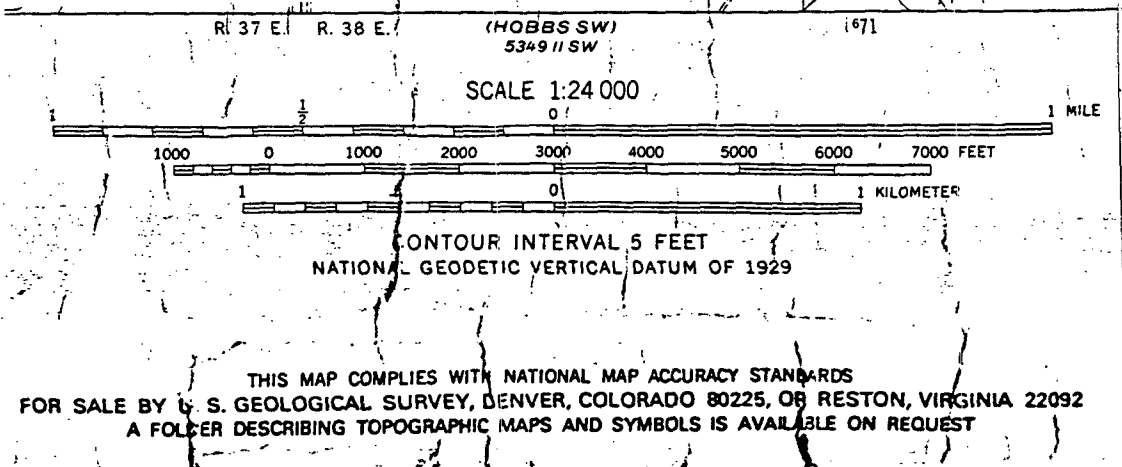 R. 37 E. R. 38 E. (HOBBS SW) 671
5349 II SW
SCALE 1:24 000
1 1/2 0 1 MILE
1000 0 1000 2000 3000 4000 5000 6000 7000 FEET
1 0 1 KILOMETER
CONTOUR INTERVAL 5 FEET
NATIONAL GEODETIC VERTICAL DATUM OF 1929
THIS MAP COMPLIES WITH NATIONAL MAP ACCURACY STANDARDS
FOR SALE BY U. S. GEOLOGICAL SURVEY, DENVER, COLORADO 80225, OR RESTON, VIRGINIA 22092
A FOLDER DESCRIBING TOPOGRAPHIC MAPS AND SYMBOLS IS AVAILABLE ON REQUEST